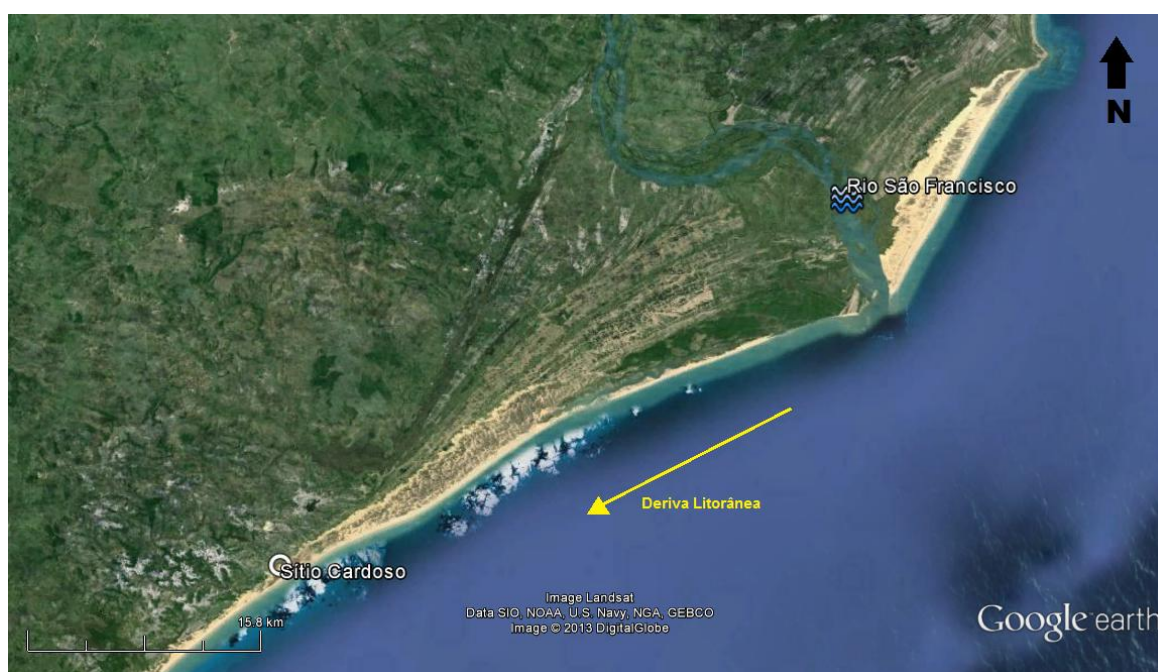 N
Rio São Francisco
Deriva Litorânea
Sítio Cardoso
15.8 km
Image Landsat
Data SIO, NOAA, U.S. Navy, NGA, GEBCO
Image © 2013 DigitalGlobe
Google earth